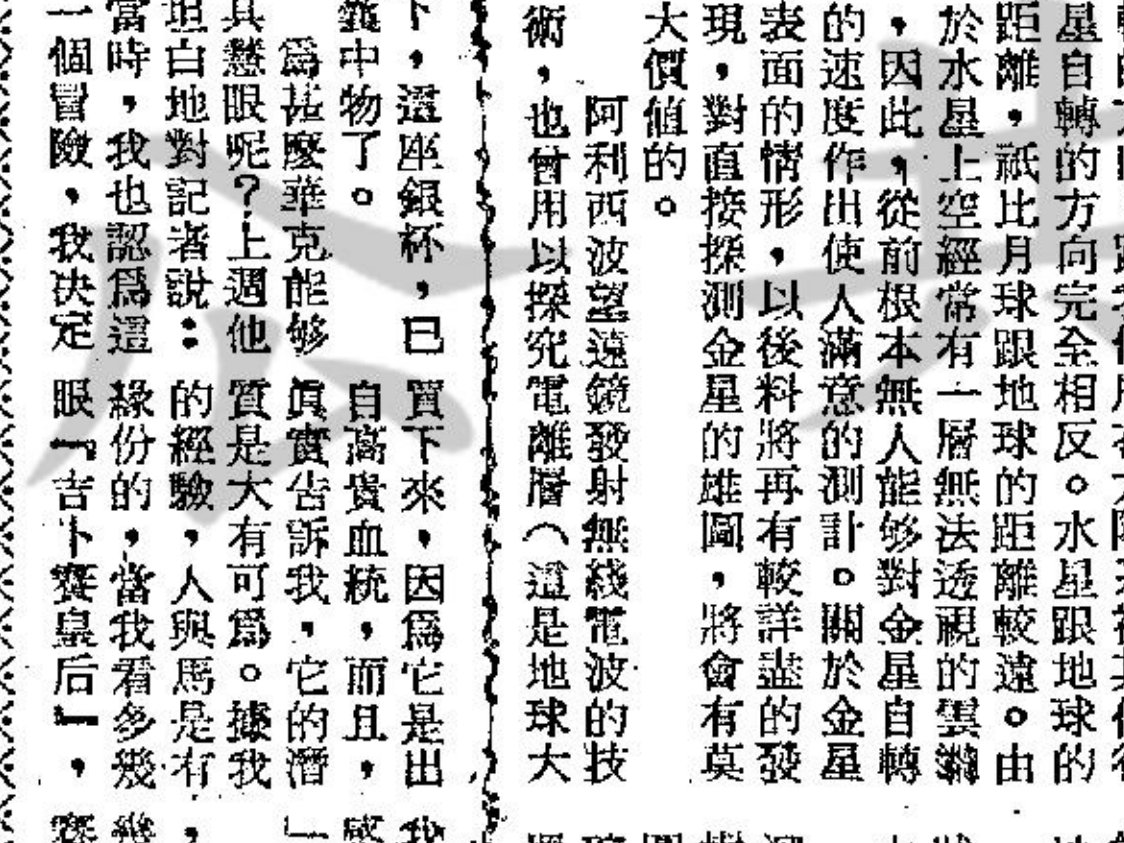 星自轉的方向完全相反。水星跟地球的
距離，祇比月球跟地球的距離較遠。由
於水星上空經常有一層無法透視的雲
，因此，從前根本無人能够對金星自轉
的速度作出使人滿意的測計。關於金星
表面的情形，以後料將再有較詳盡的發
現，對直接探測金星的雄圖，將會有莫
大價值的。
阿利西波望遠鏡發射無綫電波的技
術，也曾用以探究電離層（這是地球大
下，這座銀杯，已
中物了。
爲甚麼華克能够
其慧眼呢？上週他
坦白地對記者說：
當時，我也認爲這
一個冒險，我决定
買下來，因爲它是出
自高貴血統，而且，
眞實告訴我，它的潛
質是大有可爲。據我
的經驗，人與馬是有
緣份的，當我看多幾
眼『吉卜賽皇后』，